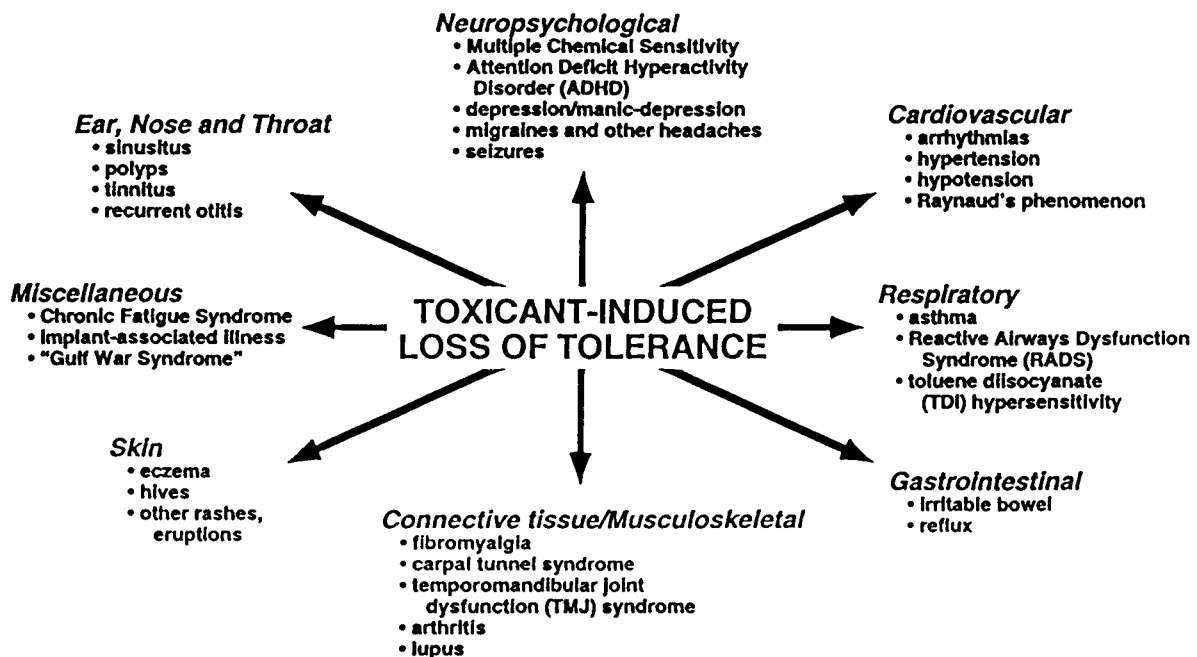 Neuropsychological
• Multiple Chemical Sensitivity
• Attention Deficit Hyperactivity
Disorder (ADHD)
• depression/manic-depression
• migraines and other headaches
• seizures
Ear, Nose and Throat
• sinusitus
• polyps
• tinnitus
• recurrent otitis
Cardiovascular
• arrhythmias
• hypertension
• hypotension
• Raynaud's phenomenon
Miscellaneous
• Chronic Fatigue Syndrome
• Implant-associated illness
• “Gulf War Syndrome”
TOXICANT-INDUCED
LOSS OF TOLERANCE
Respiratory
• asthma
• Reactive Airways Dysfunction
Syndrome (RADS)
• toluene diisocyanate
(TDI) hypersensitivity
Skin
• eczema
• hives
• other rashes,
eruptions
Connective tissue/Musculoskeletal
• fibromyalgia
• carpal tunnel syndrome
• temporomandibular joint
dysfunction (TMJ) syndrome
• arthritis
• lupus
Gastrointestinal
• irritable bowel
• reflux